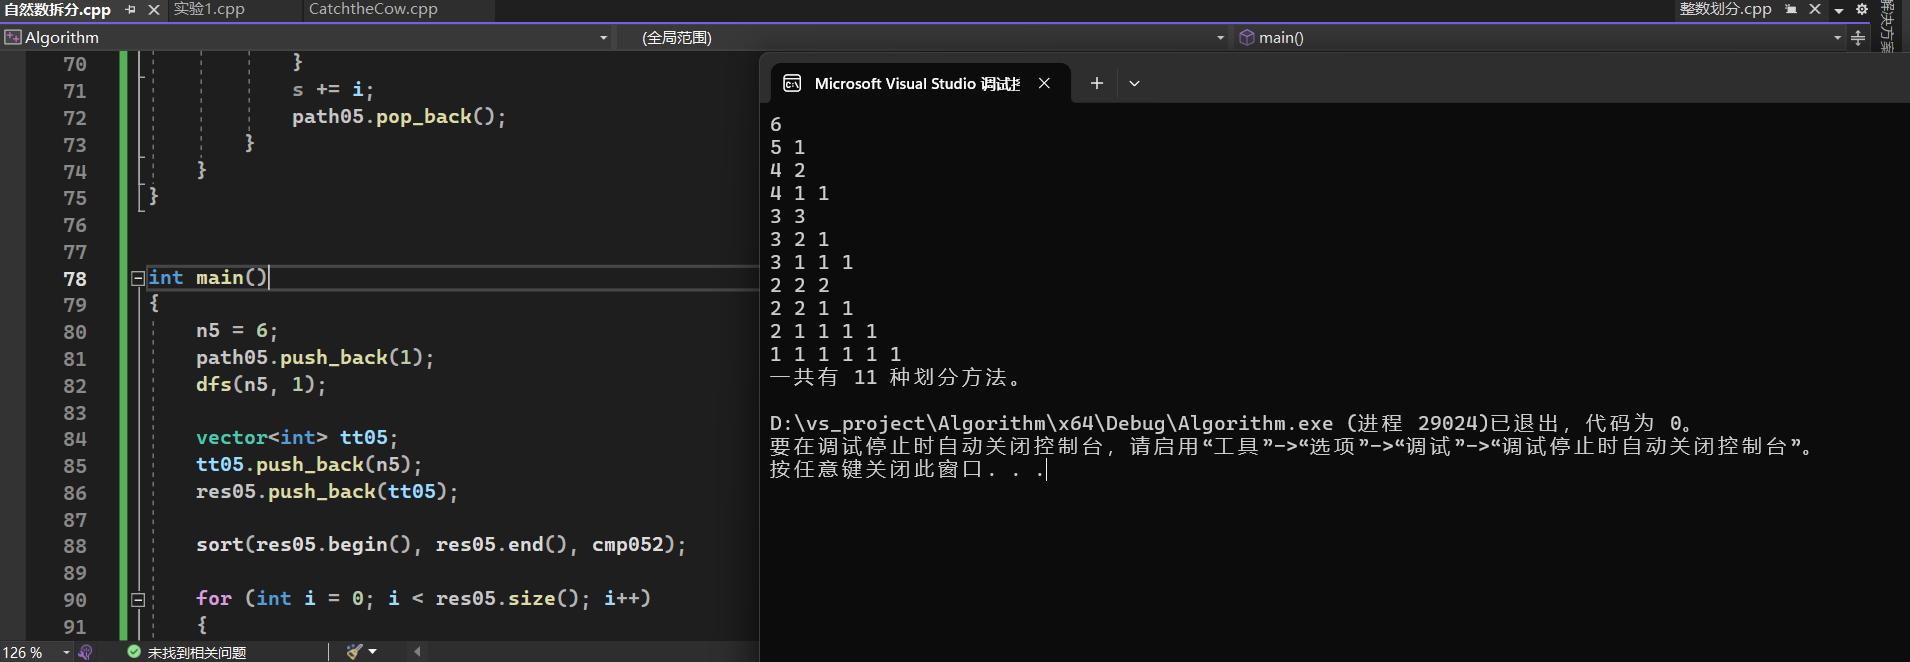 自然数拆分.cpp 实验1.cpp CatchtheCow.cpp 整数划分.cpp
Algorithm (全局范围) main()
70 }
71 s += i;
72 path05.pop_back();
73 }
74 }
75 }
76
77
78 int main()
79 {
80 n5 = 6;
81 path05.push_back(1);
82 dfs(n5, 1);
83
84 vector<int> tt05;
85 tt05.push_back(n5);
86 res05.push_back(tt05);
87
88 sort(res05.begin(), res05.end(), cmp052);
89
90 for (int i = 0; i < res05.size(); i++)
91 {
126 % 未找到相关问题
Microsoft Visual Studio 调试
6
5 1
4 2
4 1 1
3 3
3 2 1
3 1 1 1
2 2 2
2 2 1 1
2 1 1 1 1
1 1 1 1 1 1
一共有 11 种划分方法。
D:\vs_project\Algorithm\x64\Debug\Algorithm.exe (进程 29024)已退出，代码为 0。
要在调试停止时自动关闭控制台，请启用“工具”->“选项”->“调试”->“调试停止时自动关闭控制台”。
按任意键关闭此窗口. . .
解决方案